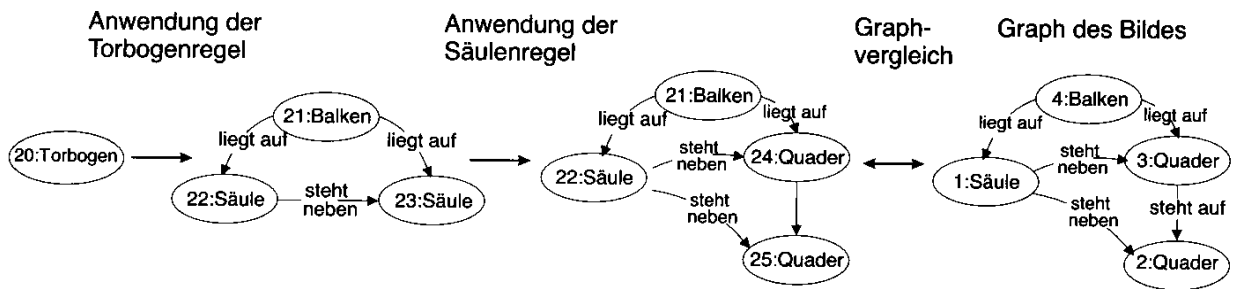 Anwendung der
Torbogenregel
Anwendung der
Säulenregel
Graph-
vergleich
Graph des Bildes
20:Torbogen
21:Balken
liegt auf
liegt auf
22:Säule
steht
neben
23:Säule
21:Balken
liegt auf
liegt auf
22:Säule
steht
neben
24:Quader
steht
neben
25:Quader
4:Balken
liegt auf
liegt auf
1:Säule
steht
neben
3:Quader
steht
neben
steht auf
2:Quader